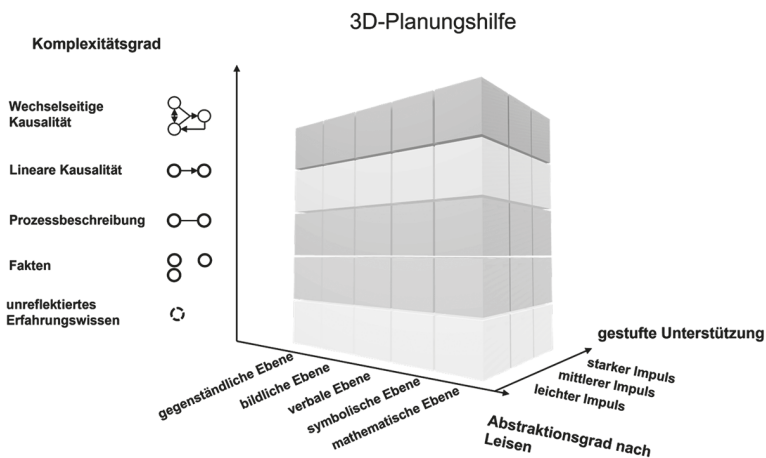 3D-Planungshilfe
Komplexitätsgrad
Wechselseitige
Kausalität
Lineare Kausalität
Prozessbeschreibung
Fakten
unreflektiertes
Erfahrungswissen
gegenständliche Ebene
bildliche Ebene
verbale Ebene
symbolische Ebene
mathematische Ebene
Abstraktionsgrad nach
Leisen
gestufte Unterstützung
starker Impuls
mittlerer Impuls
leichter Impuls